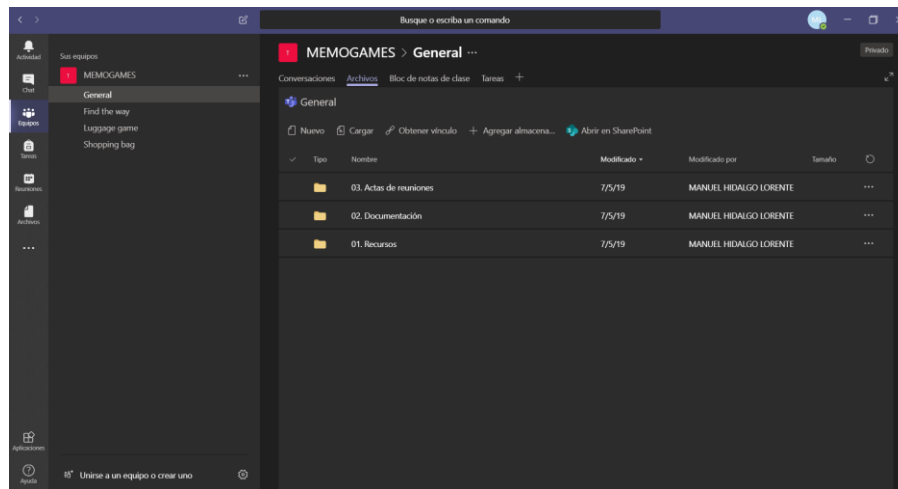 Busque o escriba un comando
Actividad
Chat
Equipos
Tareas
Reuniones
Archivos
Aplicaciones
Ayuda
Sus equipos
MEMOGAMES
General
Find the way
Luggage game
Shopping bag
Unirse a un equipo o crear uno
MEMOGAMES > General ...
Privado
Conversaciones Archivos Bloc de notas de clase Tareas +
General
Nuevo Cargar Obtener vínculo + Agregar almacena... Abrir en SharePoint
Tipo Nombre Modificado Modificado por Tamaño
03. Actas de reuniones 7/5/19 MANUEL HIDALGO LORENTE
02. Documentación 7/5/19 MANUEL HIDALGO LORENTE
01. Recursos 7/5/19 MANUEL HIDALGO LORENTE